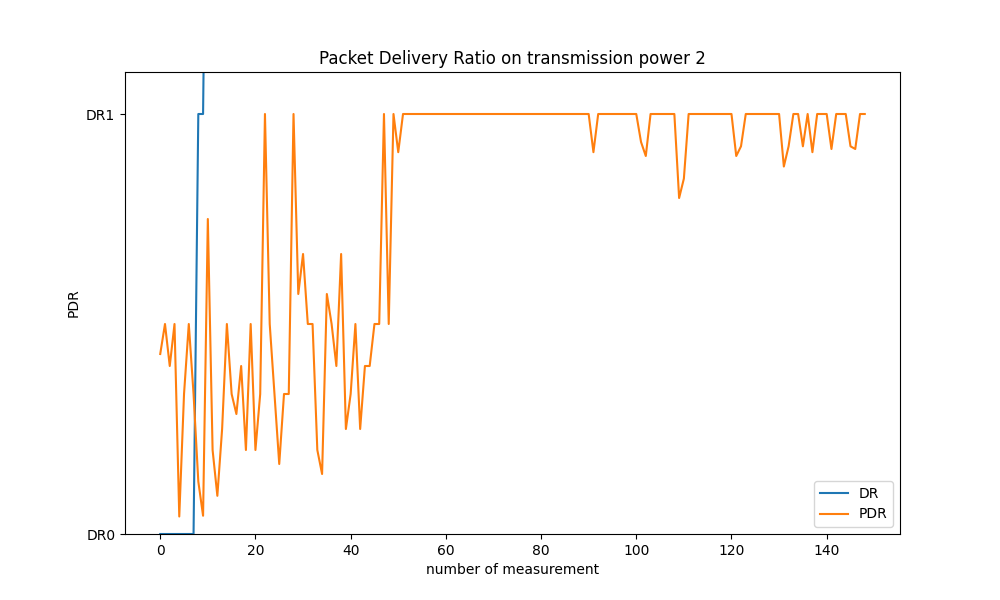 Packet Delivery Ratio on transmission power 2
DR1
PDR
DR0
0 20 40 60 80 100 120 140
number of measurement
DR
PDR